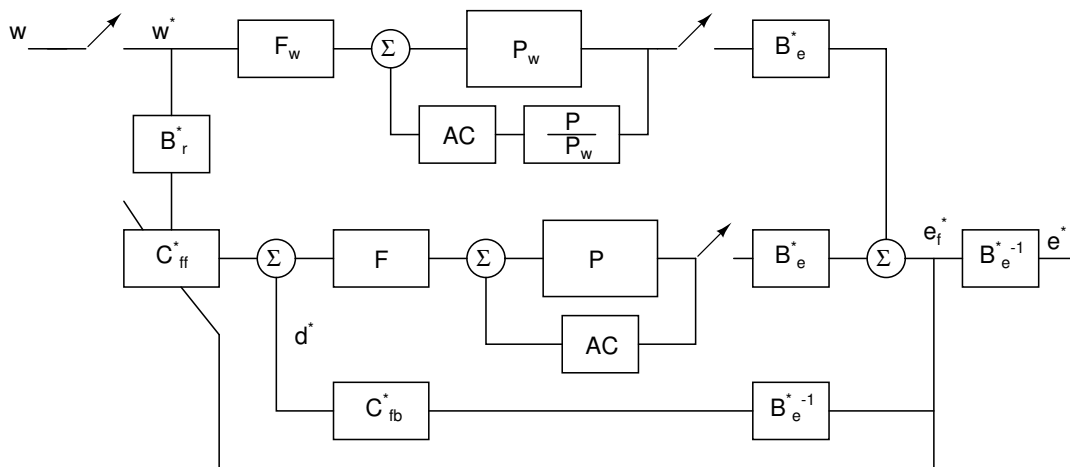 w
w*
F_w
Σ
P_w
B*_e
AC
P
P_w
B*_r
C*_ff
Σ
F
Σ
P
B*_e
Σ
e_f*
B*_e^-1
e*
AC
d*
C*_fb
B*_e^-1